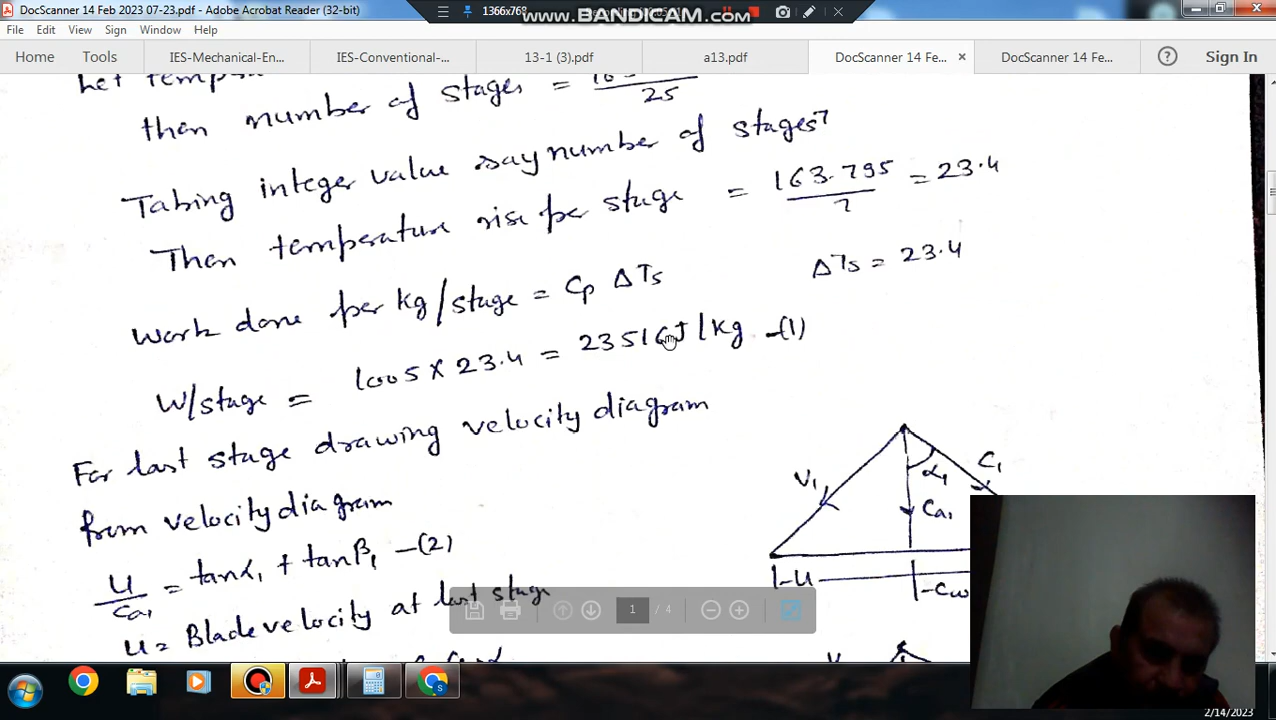 DocScanner 14 Feb 2023 07-23.pdf - Adobe Acrobat Reader (32-bit)
1366x768
www.BANDICAM.com
File Edit View Sign Window Help
Home Tools IES-Mechanical-En... IES-Conventional-... 13-1 (3).pdf a13.pdf DocScanner 14 Fe... × DocScanner 14 Fe... Sign In
then number of stages = 25
Tabing integer value say number of stages 7
Then temperature rise per stage = 163.795 / 7 = 23.4
ΔTs = 23.4
Work done per kg/stage = Cp ΔTs
W/stage = 1005 × 23.4 = 23516 J/kg -(1)
For last stage drawing velocity diagram
from velocity diagram
U/Ca1 = tanα1 + tanβ1 -(2)
U = Blade velocity at last stage
V1 α1 C1
Ca1
U Cw
1 / 4
2/14/2023